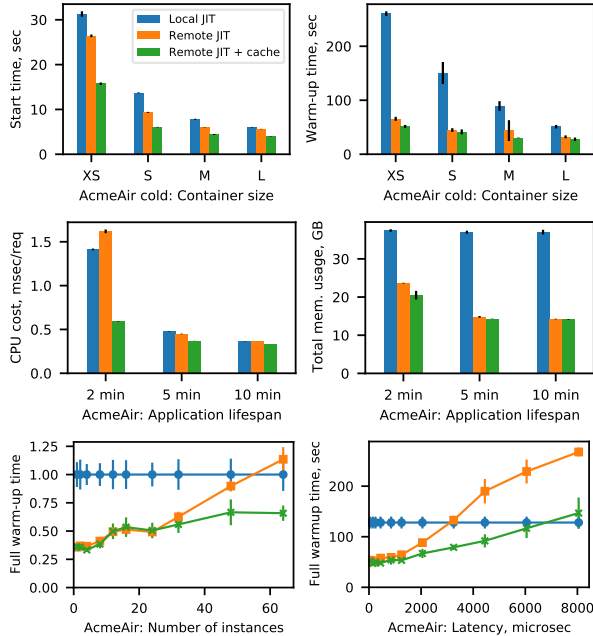 Start time, sec
30
20
10
0
Local JIT
Remote JIT
Remote JIT + cache
XS S M L
AcmeAir cold: Container size
Warm-up time, sec
200
100
0
XS S M L
AcmeAir cold: Container size
CPU cost, msec/req
1.5
1.0
0.5
0.0
2 min 5 min 10 min
AcmeAir: Application lifespan
Total mem. usage, GB
30
20
10
0
2 min 5 min 10 min
AcmeAir: Application lifespan
Full warm-up time
1.25
1.00
0.75
0.50
0.25
0.00
0 20 40 60
AcmeAir: Number of instances
Full warmup time, sec
200
100
0
0 2000 4000 6000 8000
AcmeAir: Latency, microsec